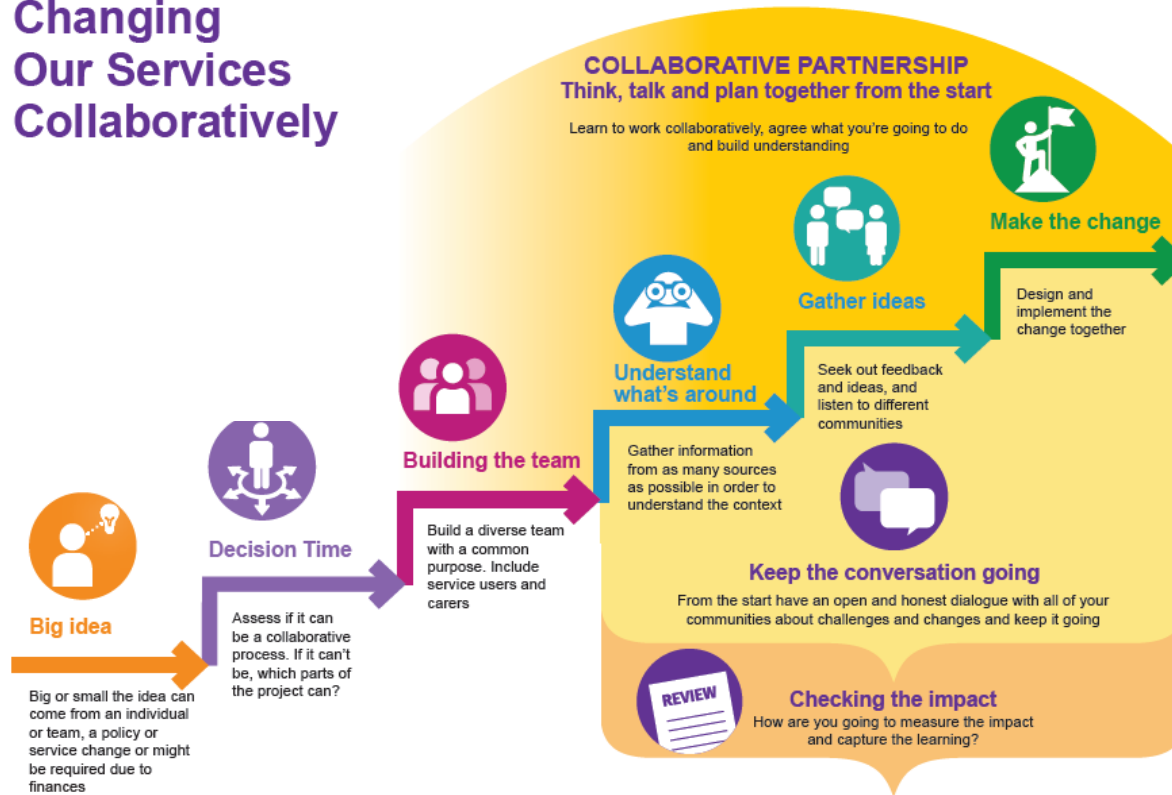 Changing
Our Services
Collaboratively
COLLABORATIVE PARTNERSHIP
Think, talk and plan together from the start
Learn to work collaboratively, agree what you're going to do
and build understanding
Big idea
Big or small the idea can
come from an individual
or team, a policy or
service change or might
be required due to
finances
Decision Time
Assess if it can
be a collaborative
process. If it can't
be, which parts of
the project can?
Building the team
Build a diverse team
with a common
purpose. Include
service users and
carers
Understand
what's around
Gather information
from as many sources
as possible in order to
understand the context
Gather ideas
Seek out feedback
and ideas, and
listen to different
communities
Make the change
Design and
implement the
change together
Keep the conversation going
From the start have an open and honest dialogue with all of your
communities about challenges and changes and keep it going
REVIEW
Checking the impact
How are you going to measure the impact
and capture the learning?